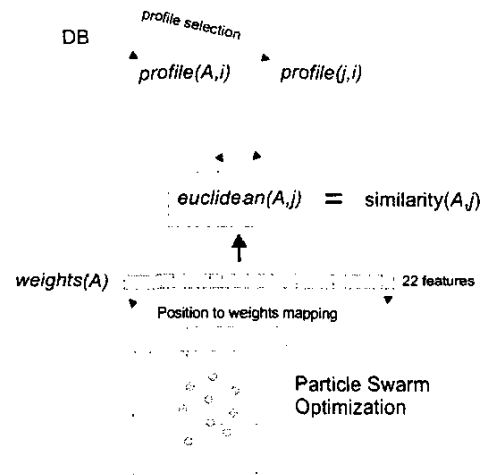 profile selection
DB
profile(A,i) profile(j,i)
euclidean(A,j) = similarity(A,j)
weights(A) 22 features
Position to weights mapping
Particle Swarm
Optimization